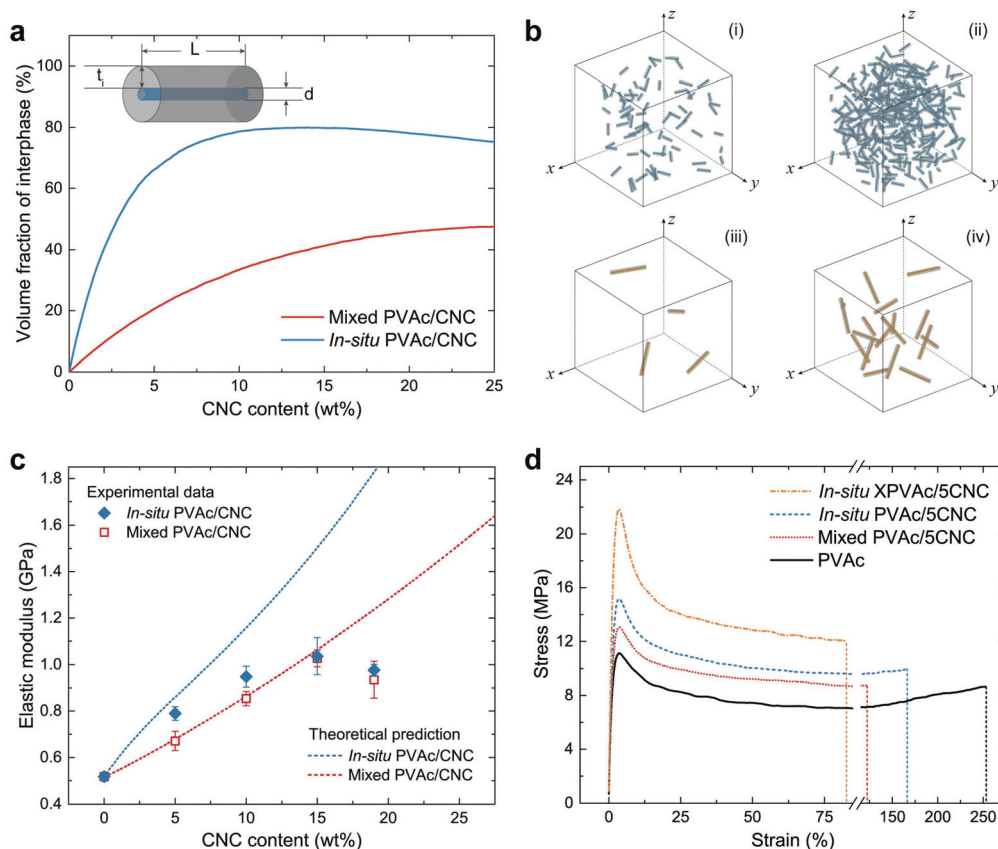 a
Volume fraction of interphase (%)
100
80
60
40
20
0
L
t_i
d
Mixed PVAc/CNC
In-situ PVAc/CNC
0 5 10 15 20 25
CNC content (wt%)
b
(i)
z
x
y
(ii)
z
x
y
(iii)
z
x
y
(iv)
z
x
y
c
Elastic modulus (GPa)
1.8
1.6
1.4
1.2
1.0
0.8
0.6
0.4
Experimental data
In-situ PVAc/CNC
Mixed PVAc/CNC
Theoretical prediction
In-situ PVAc/CNC
Mixed PVAc/CNC
0 5 10 15 20 25
CNC content (wt%)
d
Stress (MPa)
24
20
16
12
8
4
0
In-situ XPVAc/5CNC
In-situ PVAc/5CNC
Mixed PVAc/5CNC
PVAc
0 25 50 75 150 200 250
Strain (%)